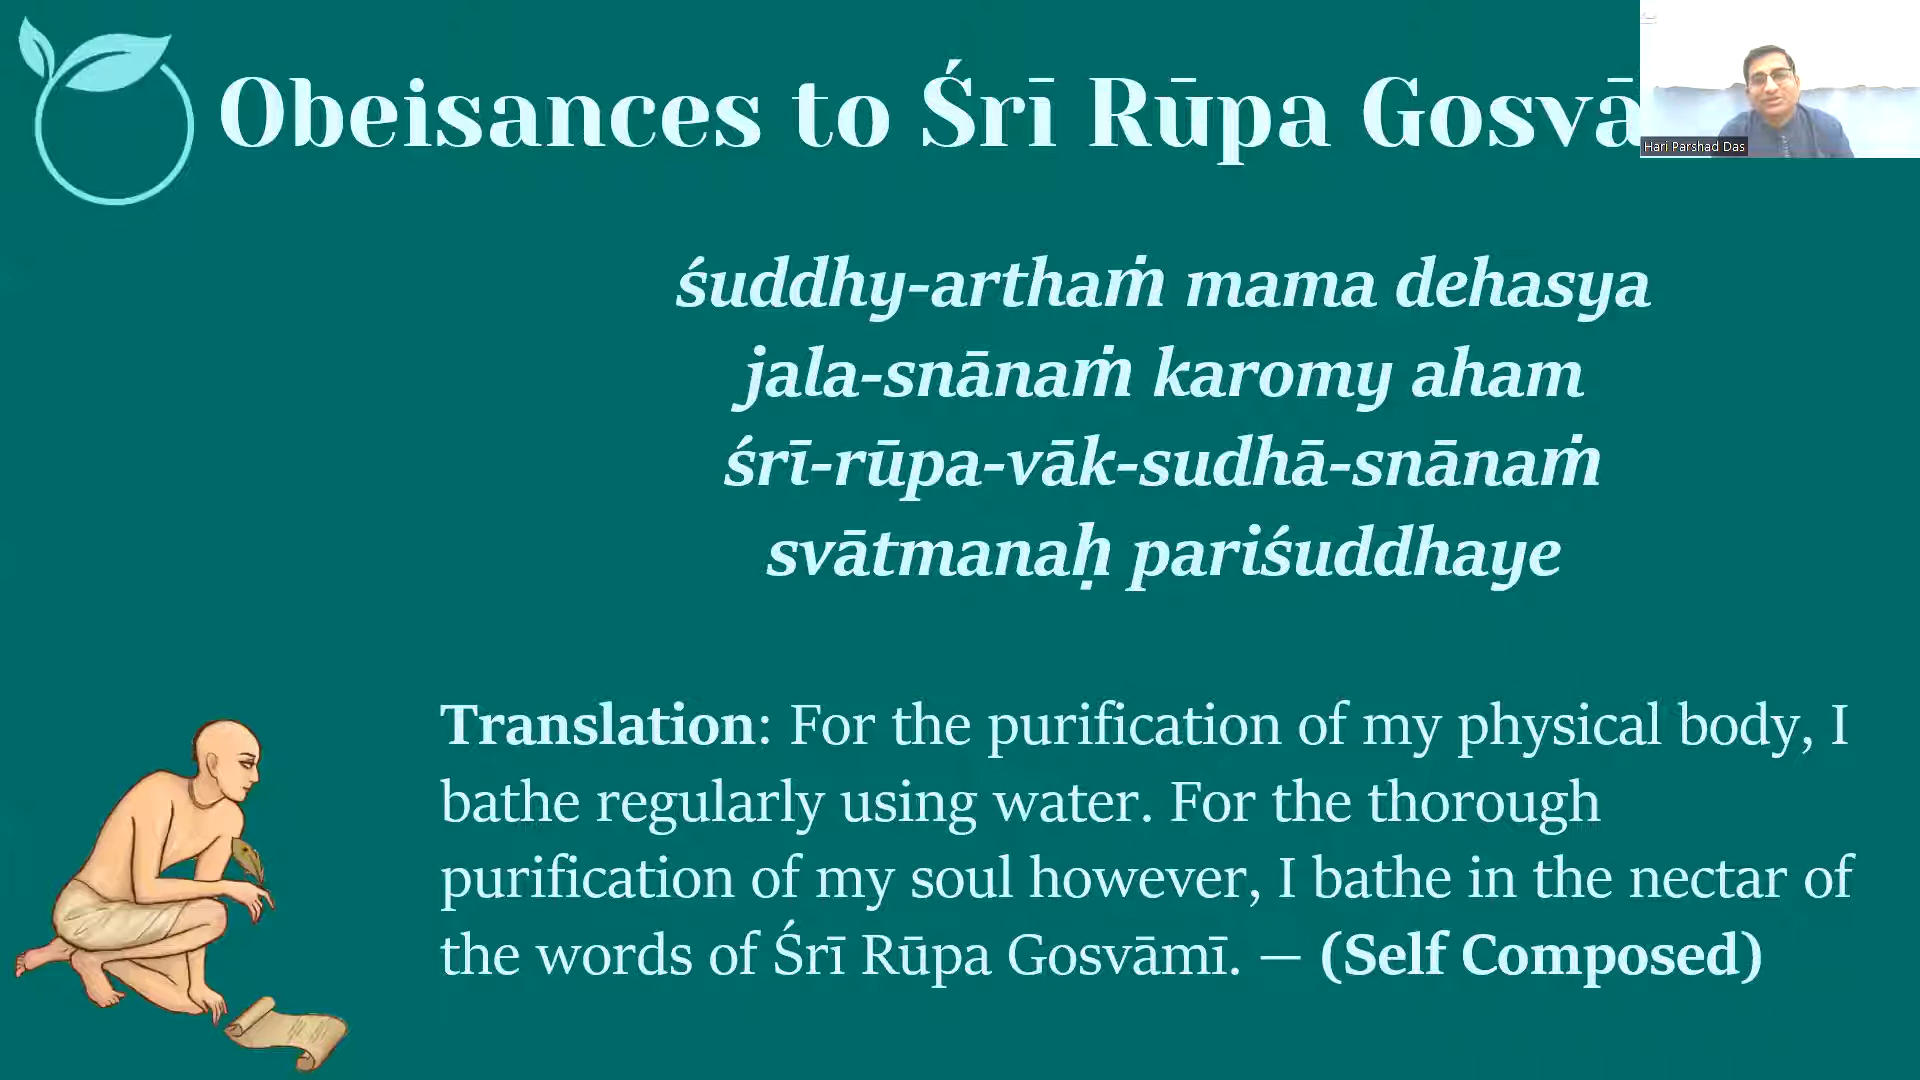 Obeisances to Śrī Rūpa Gosvā
Hari Parshad Das
śuddhy-arthaṁ mama dehasya
jala-snānaṁ karomy aham
śrī-rūpa-vāk-sudhā-snānaṁ
svātmanaḥ pariśuddhaye
Translation: For the purification of my physical body, I
bathe regularly using water. For the thorough
purification of my soul however, I bathe in the nectar of
the words of Śrī Rūpa Gosvāmī. — (Self Composed)